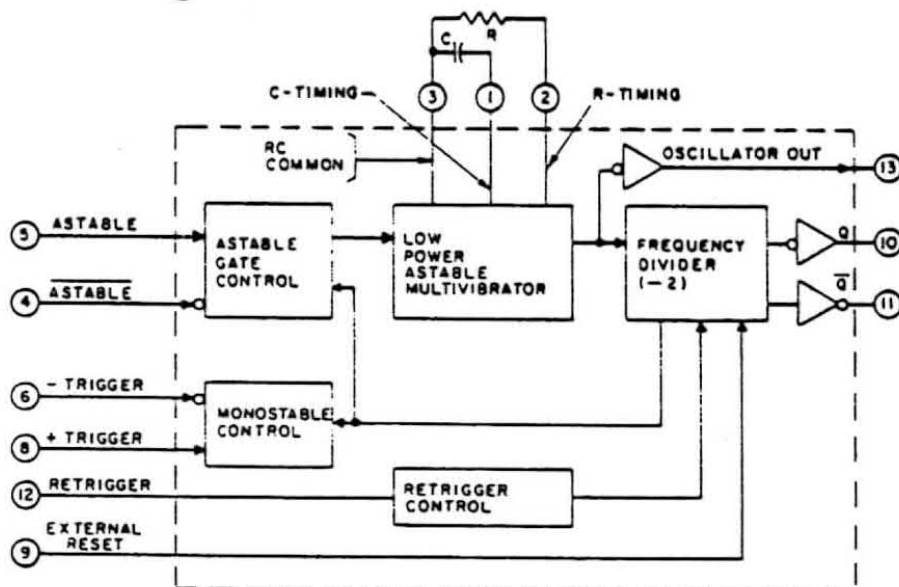 R
C
C-TIMING
3
1
2
R-TIMING
RC
COMMON
OSCILLATOR OUT
13
5
ASTABLE
ASTABLE
GATE
CONTROL
LOW
POWER
ASTABLE
MULTIVIBRATOR
FREQUENCY
DIVIDER
(−2)
Q
10
4
A̅S̅T̅A̅B̅L̅E̅
Q̅
11
6
− TRIGGER
MONOSTABLE
CONTROL
8
+ TRIGGER
12
RETRIGGER
RETRIGGER
CONTROL
9
EXTERNAL
RESET